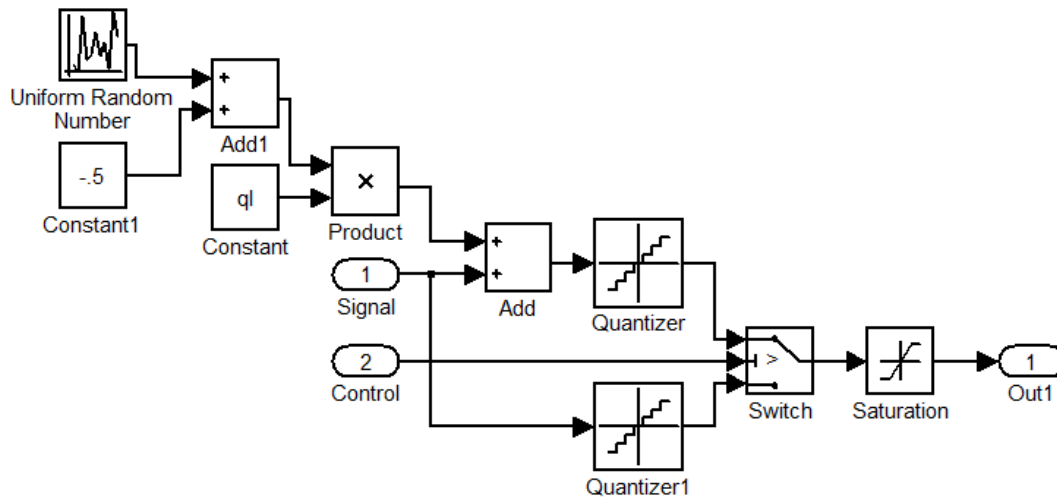 Uniform Random
Number
+
+
Add1
-.5
Constant1
ql
Constant
×
Product
1
Signal
+
+
Add
Quantizer
2
Control
>
Switch
Saturation
1
Out1
Quantizer1